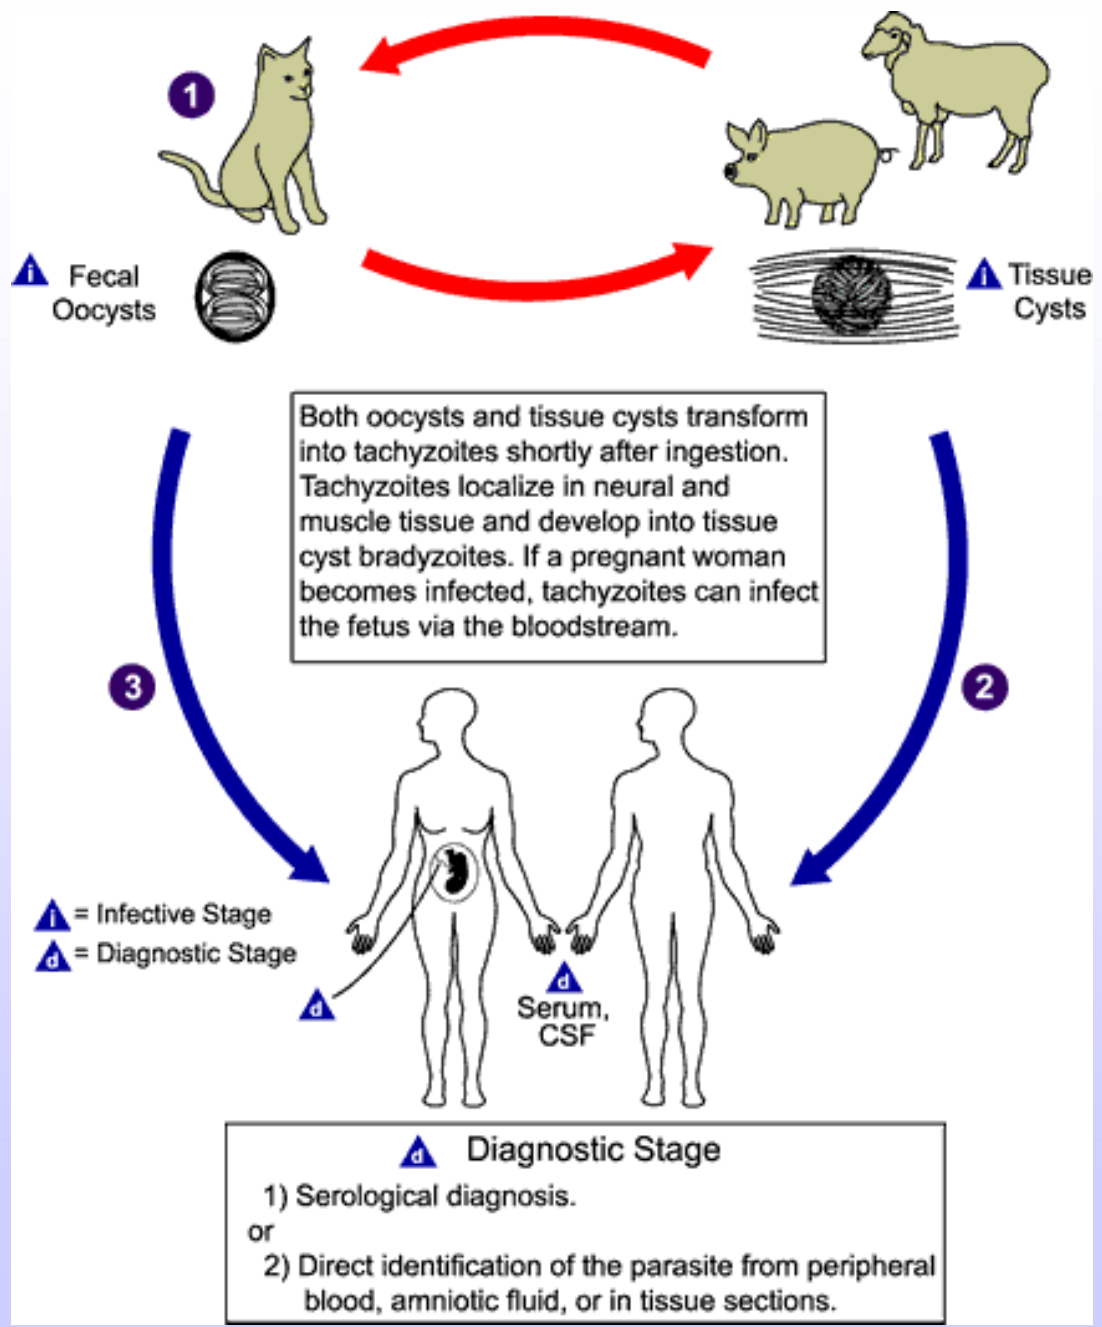 1
i Fecal
Oocysts
i Tissue
Cysts
Both oocysts and tissue cysts transform
into tachyzoites shortly after ingestion.
Tachyzoites localize in neural and
muscle tissue and develop into tissue
cyst bradyzoites. If a pregnant woman
becomes infected, tachyzoites can infect
the fetus via the bloodstream.
3
2
i = Infective Stage
d = Diagnostic Stage
d
d
Serum,
CSF
d Diagnostic Stage
1) Serological diagnosis.
or
2) Direct identification of the parasite from peripheral
blood, amniotic fluid, or in tissue sections.